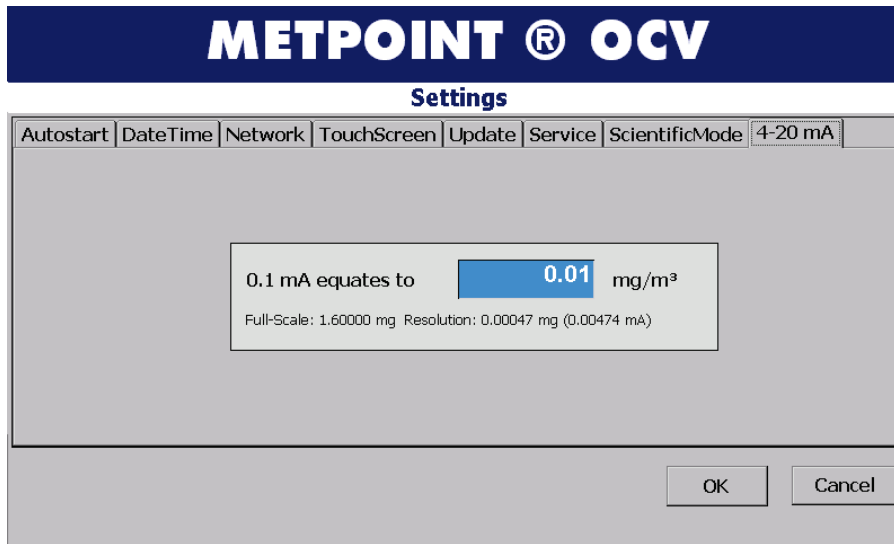 METPOINT ® OCV
Settings
Autostart DateTime Network TouchScreen Update Service ScientificMode 4-20 mA
0.1 mA equates to 0.01 mg/m³
Full-Scale: 1.60000 mg Resolution: 0.00047 mg (0.00474 mA)
OK Cancel